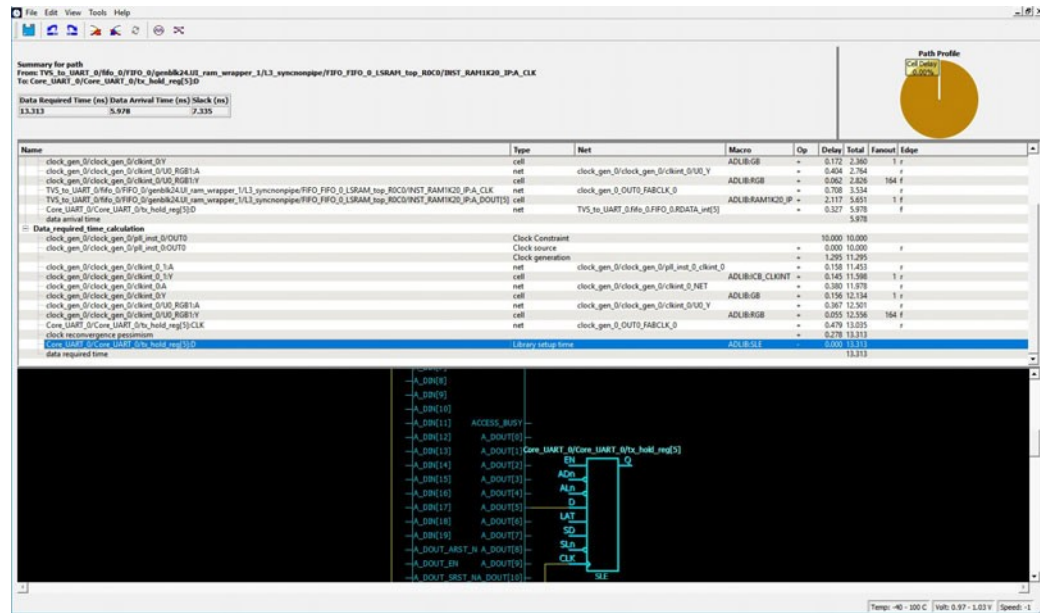 File Edit View Tools Help
Summary for path
From: TVS_to_UART_0/fifo_0/FIFO_0/genblk24.UI_ram_wrapper_1/L3_syncnonpipe/FIFO_FIFO_0_LSRAM_top_R0C0/INST_RAM1K20_IP:A_CLK
To: Core_UART_0/Core_UART_0/tx_hold_reg[5]:D
Data Required Time (ns) Data Arrival Time (ns) Slack (ns)
13.313 5.978 7.335
Path Profile
Cell Delay
0.00%
Name Type Net Macro Op Delay Total Fanout Edge
clock_gen_0/clock_gen_0/clkint_0:Y cell ADLIB:GB + 0.172 2.360 1 r
clock_gen_0/clock_gen_0/clkint_0/U0_RGB1:A net clock_gen_0/clock_gen_0/clkint_0/U0_Y + 0.404 2.764 r
clock_gen_0/clock_gen_0/clkint_0/U0_RGB1:Y cell ADLIB:RGB + 0.062 2.826 164 f
TVS_to_UART_0/fifo_0/FIFO_0/genblk24.UI_ram_wrapper_1/L3_syncnonpipe/FIFO_FIFO_0_LSRAM_top_R0C0/INST_RAM1K20_IP:A_CLK net clock_gen_0_OUT0_FABCLK_0 + 0.708 3.534 r
TVS_to_UART_0/fifo_0/FIFO_0/genblk24.UI_ram_wrapper_1/L3_syncnonpipe/FIFO_FIFO_0_LSRAM_top_R0C0/INST_RAM1K20_IP:A_DOUT[5] cell ADLIB:RAM1K20_IP + 2.117 5.651 1 f
Core_UART_0/Core_UART_0/tx_hold_reg[5]:D net TVS_to_UART_0.fifo_0.FIFO_0.RDATA_int[5] + 0.327 5.978 f
data arrival time 5.978
Data_required_time_calculation
clock_gen_0/clock_gen_0/pll_inst_0/OUT0 Clock Constraint 10.000 10.000
clock_gen_0/clock_gen_0/pll_inst_0:OUT0 Clock source + 0.000 10.000 r
Clock generation + 1.295 11.295
clock_gen_0/clock_gen_0/clkint_0_1:A net clock_gen_0/clock_gen_0/pll_inst_0_clkint_0 + 0.158 11.453 r
clock_gen_0/clock_gen_0/clkint_0_1:Y cell ADLIB:ICB_CLKINT + 0.145 11.598 1 r
clock_gen_0/clock_gen_0/clkint_0:A net clock_gen_0/clock_gen_0/clkint_0_NET + 0.380 11.978 r
clock_gen_0/clock_gen_0/clkint_0:Y cell ADLIB:GB + 0.156 12.134 1 r
clock_gen_0/clock_gen_0/clkint_0/U0_RGB1:A net clock_gen_0/clock_gen_0/clkint_0/U0_Y + 0.367 12.501 r
clock_gen_0/clock_gen_0/clkint_0/U0_RGB1:Y cell ADLIB:RGB + 0.055 12.556 164 f
Core_UART_0/Core_UART_0/tx_hold_reg[5]:CLK net clock_gen_0_OUT0_FABCLK_0 + 0.479 13.035 r
clock reconvergence pessimism + 0.278 13.313
Core_UART_0/Core_UART_0/tx_hold_reg[5]:D Library setup time ADLIB:SLE - 0.000 13.313
data required time 13.313
A_DIN[8]
A_DIN[9]
A_DIN[10]
A_DIN[11] ACCESS_BUSY
A_DIN[12] A_DOUT[0]
A_DIN[13] A_DOUT[1] Core_UART_0/Core_UART_0/tx_hold_reg[5]
A_DIN[14] A_DOUT[2] EN Q
A_DIN[15] A_DOUT[3] ADn
A_DIN[16] A_DOUT[4] ALn
A_DIN[17] A_DOUT[5] D
A_DIN[18] A_DOUT[6] LAT
A_DIN[19] A_DOUT[7] SD
A_DOUT_ARST_N A_DOUT[8] SLn
A_DOUT_EN A_DOUT[9] CLK
A_DOUT_SRST_N A_DOUT[10] SLE
Temp: -40 - 100 C Volt: 0.97 - 1.03 V Speed: -1